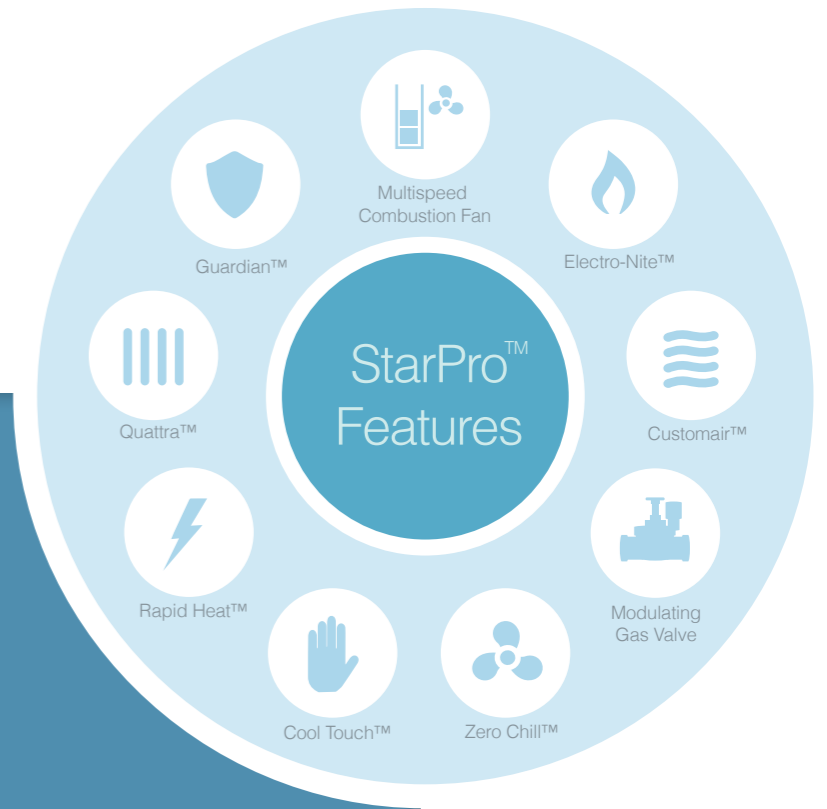 Multispeed
Combustion Fan
Guardian™
Electro-Nite™
StarPro™
Features
Quattra™
Customair™
Rapid Heat™
Modulating
Gas Valve
Cool Touch™
Zero Chill™